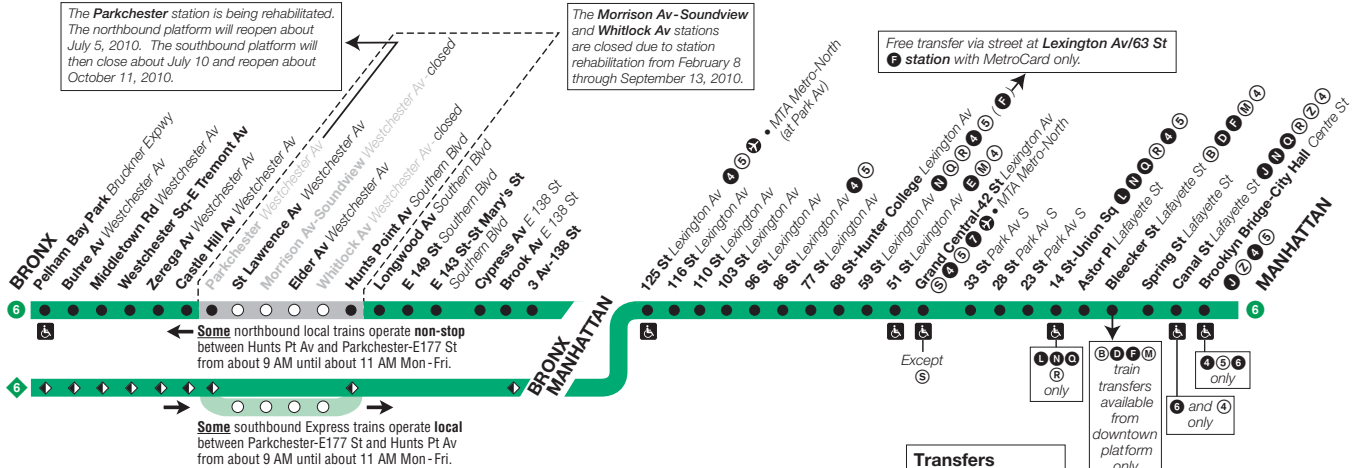 The Parkchester station is being rehabilitated.
The northbound platform will reopen about
July 5, 2010. The southbound platform will
then close about July 10 and reopen about
October 11, 2010.
The Morrison Av-Soundview
and Whitlock Av stations
are closed due to station
rehabilitation from February 8
through September 13, 2010.
Free transfer via street at Lexington Av/63 St
F station with MetroCard only.
BRONX
Pelham Bay Park Bruckner Expwy
Buhre Av Westchester Av
Middletown Rd Westchester Av
Westchester Sq-E Tremont Av
Zerega Av Westchester Av
Castle Hill Av Westchester Av
Parkchester Westchester Av
St Lawrence Av Westchester Av
Morrison Av-Soundview Westchester Av - closed
Elder Av Westchester Av
Whitlock Av Westchester Av - closed
Hunts Point Av Southern Blvd
Longwood Av Southern Blvd
E 149 St Southern Blvd
E 143 St-St Mary's St
Southern Blvd
Cypress Av E 138 St
Brook Av E 138 St
3 Av-138 St
125 St Lexington Av 4 5 • MTA Metro-North
(at Park Av)
116 St Lexington Av
110 St Lexington Av
103 St Lexington Av
96 St Lexington Av
86 St Lexington Av 4 5
77 St Lexington Av
68 St-Hunter College Lexington Av
59 St Lexington Av N Q R 4 5 (F)
51 St Lexington Av E M 4
Grand Central-42 St Lexington Av
S 4 5 7 • MTA Metro-North
33 St Park Av S
28 St Park Av S
23 St Park Av S
14 St-Union Sq L N Q R 4 5
Astor Pl Lafayette St
Bleecker St Lafayette St B D F M 4
Spring St Lafayette St
Canal St Lafayette St J N Q R Z 4
Brooklyn Bridge-City Hall Centre St
J Z 4 5
MANHATTAN
6
6
Some northbound local trains operate non-stop
between Hunts Pt Av and Parkchester-E177 St
from about 9 AM until about 11 AM Mon-Fri.
BRONX
MANHATTAN
6
Some southbound Express trains operate local
between Parkchester-E177 St and Hunts Pt Av
from about 9 AM until about 11 AM Mon-Fri.
Except
S
L N Q
R
only
B D F M
train
transfers
available
from
downtown
platform
only
6 and 4
only
4 5 6
only
Transfers